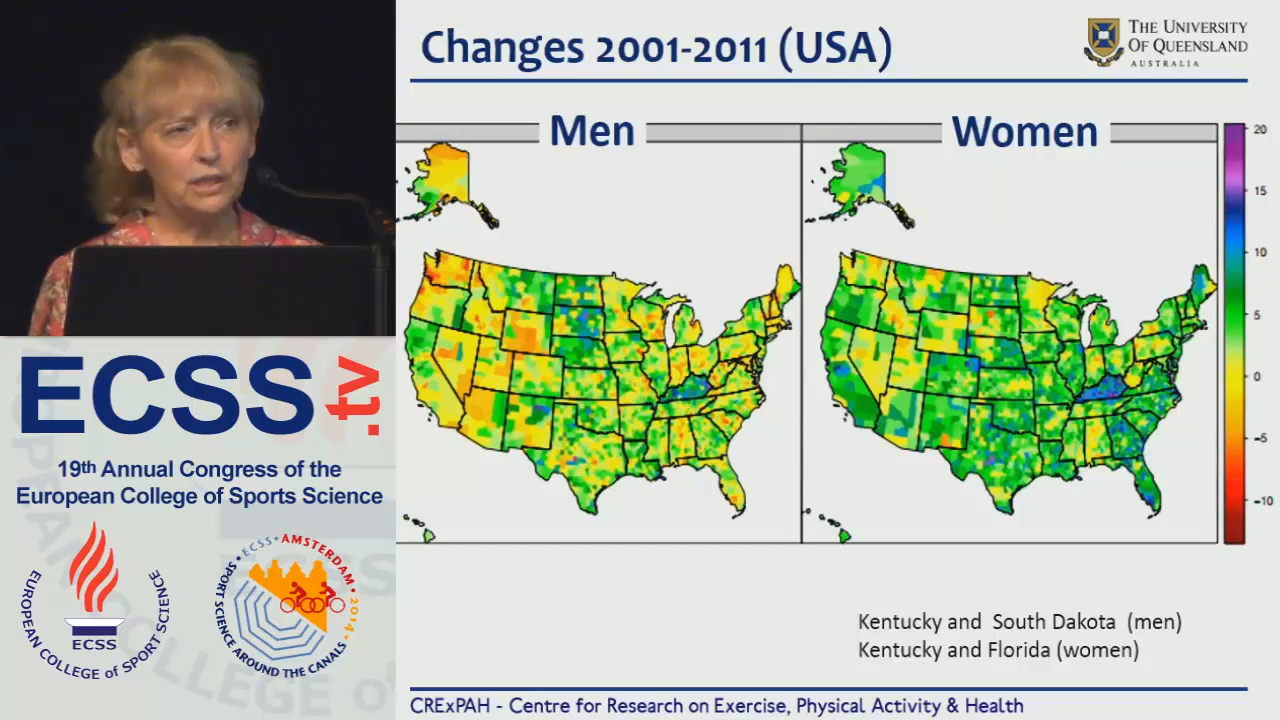 Changes 2001-2011 (USA)
THE UNIVERSITY
OF QUEENSLAND
AUSTRALIA
Men
Women
20
15
10
5
0
−5
−10
ECSS.tv
19th Annual Congress of the
European College of Sports Science
EUROPEAN COLLEGE OF SPORT SCIENCE
ECSS
ECSS • AMSTERDAM • 2014 •
SPORT SCIENCE AROUND THE CANALS
Kentucky and South Dakota (men)
Kentucky and Florida (women)
CRExPAH - Centre for Research on Exercise, Physical Activity & Health